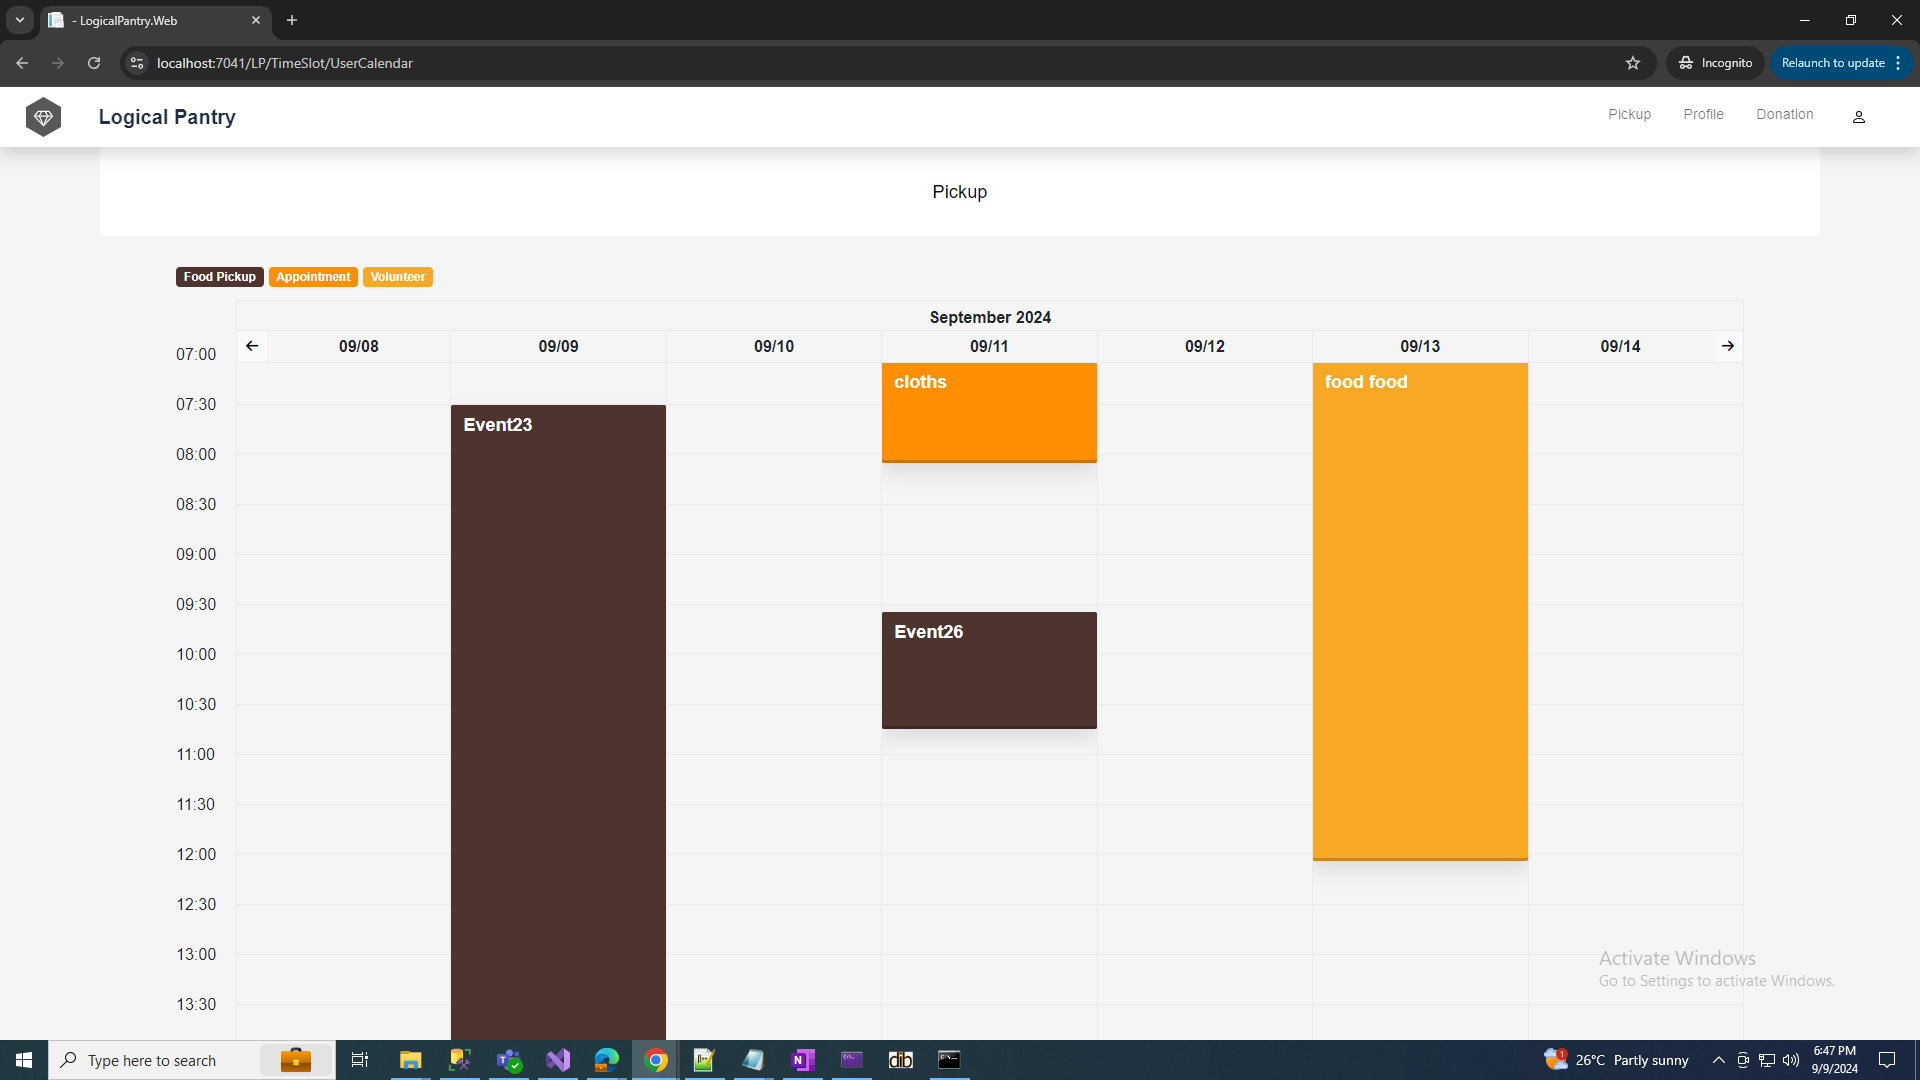 - LogicalPantry.Web
localhost:7041/LP/TimeSlot/UserCalendar
Incognito
Relaunch to update
Logical Pantry
Pickup
Profile
Donation
Pickup
Food Pickup
Appointment
Volunteer
September 2024
09/08
09/09
09/10
09/11
09/12
09/13
09/14
07:00
cloths
food food
07:30
Event23
08:00
08:30
09:00
09:30
Event26
10:00
10:30
11:00
11:30
12:00
12:30
13:00
13:30
Activate Windows
Go to Settings to activate Windows.
Type here to search
T
N
dib
1
26°C Partly sunny
6:47 PM
9/9/2024